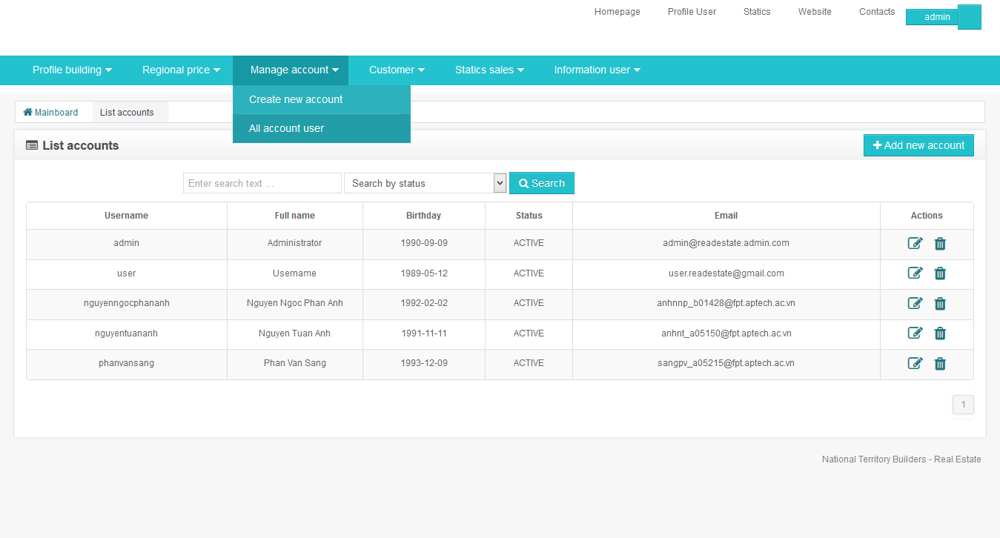 Homepage Profile User Statics Website Contacts admin
Profile building Regional price Manage account Customer Statics sales Information user
Create new account
Mainboard List accounts
All account user
List accounts Add new account
Enter search text ... Search by status Search
Username Full name Birthday Status Email Actions
admin Administrator 1990-09-09 ACTIVE admin@readestate.admin.com
user Username 1989-05-12 ACTIVE user.readestate@gmail.com
nguyenngocphananh Nguyen Ngoc Phan Anh 1992-02-02 ACTIVE anhnnp_b01428@fpt.aptech.ac.vn
nguyentuananh Nguyen Tuan Anh 1991-11-11 ACTIVE anhnt_a05150@fpt.aptech.ac.vn
phanvansang Phan Van Sang 1993-12-09 ACTIVE sangpv_a05215@fpt.aptech.ac.vn
1
National Territory Builders - Real Estate